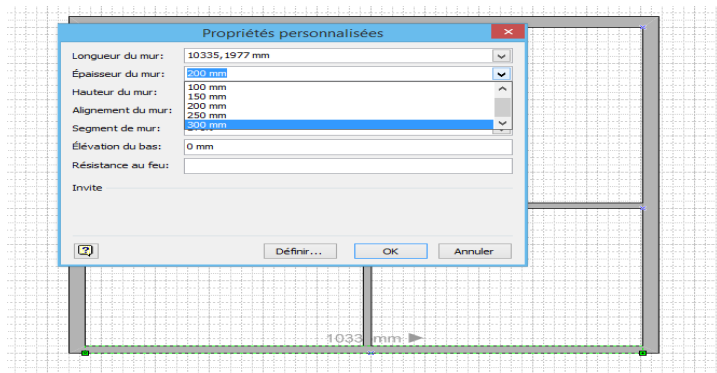 Propriétés personnalisées
Longueur du mur: 10335,1977 mm
Épaisseur du mur: 200 mm
Hauteur du mur: 100 mm
150 mm
Alignement du mur: 200 mm
250 mm
Segment de mur: 300 mm
Élévation du bas: 0 mm
Résistance au feu:
Invite
Définir... OK Annuler
1033 mm